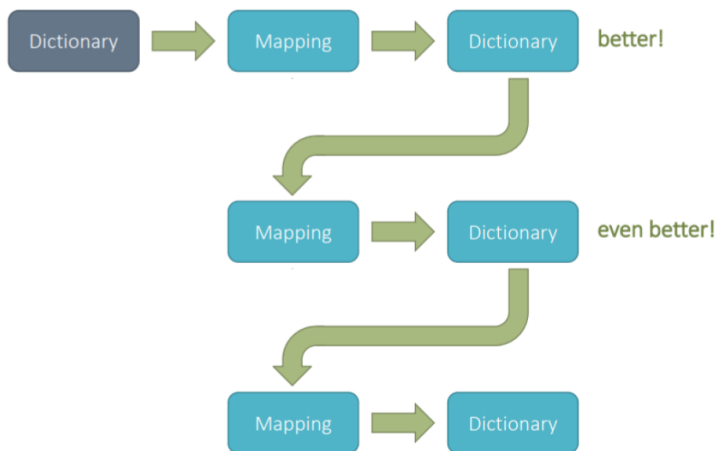 Dictionary
Mapping
Dictionary
better!
Mapping
Dictionary
even better!
Mapping
Dictionary